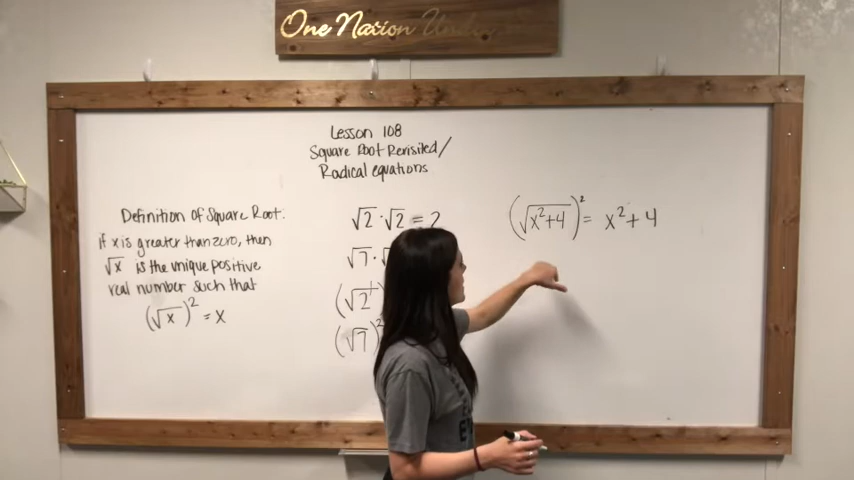 One Nation Under
Lesson 108
Square Root Revisited/
Radical equations
Definition of Square Root:
if x is greater than zero, then
√x is the unique positive
real number such that
(√x)² = x
√2 · √2 = 2
√7 ·
(√2
(√7)²
(√x²+4)² = x² + 4